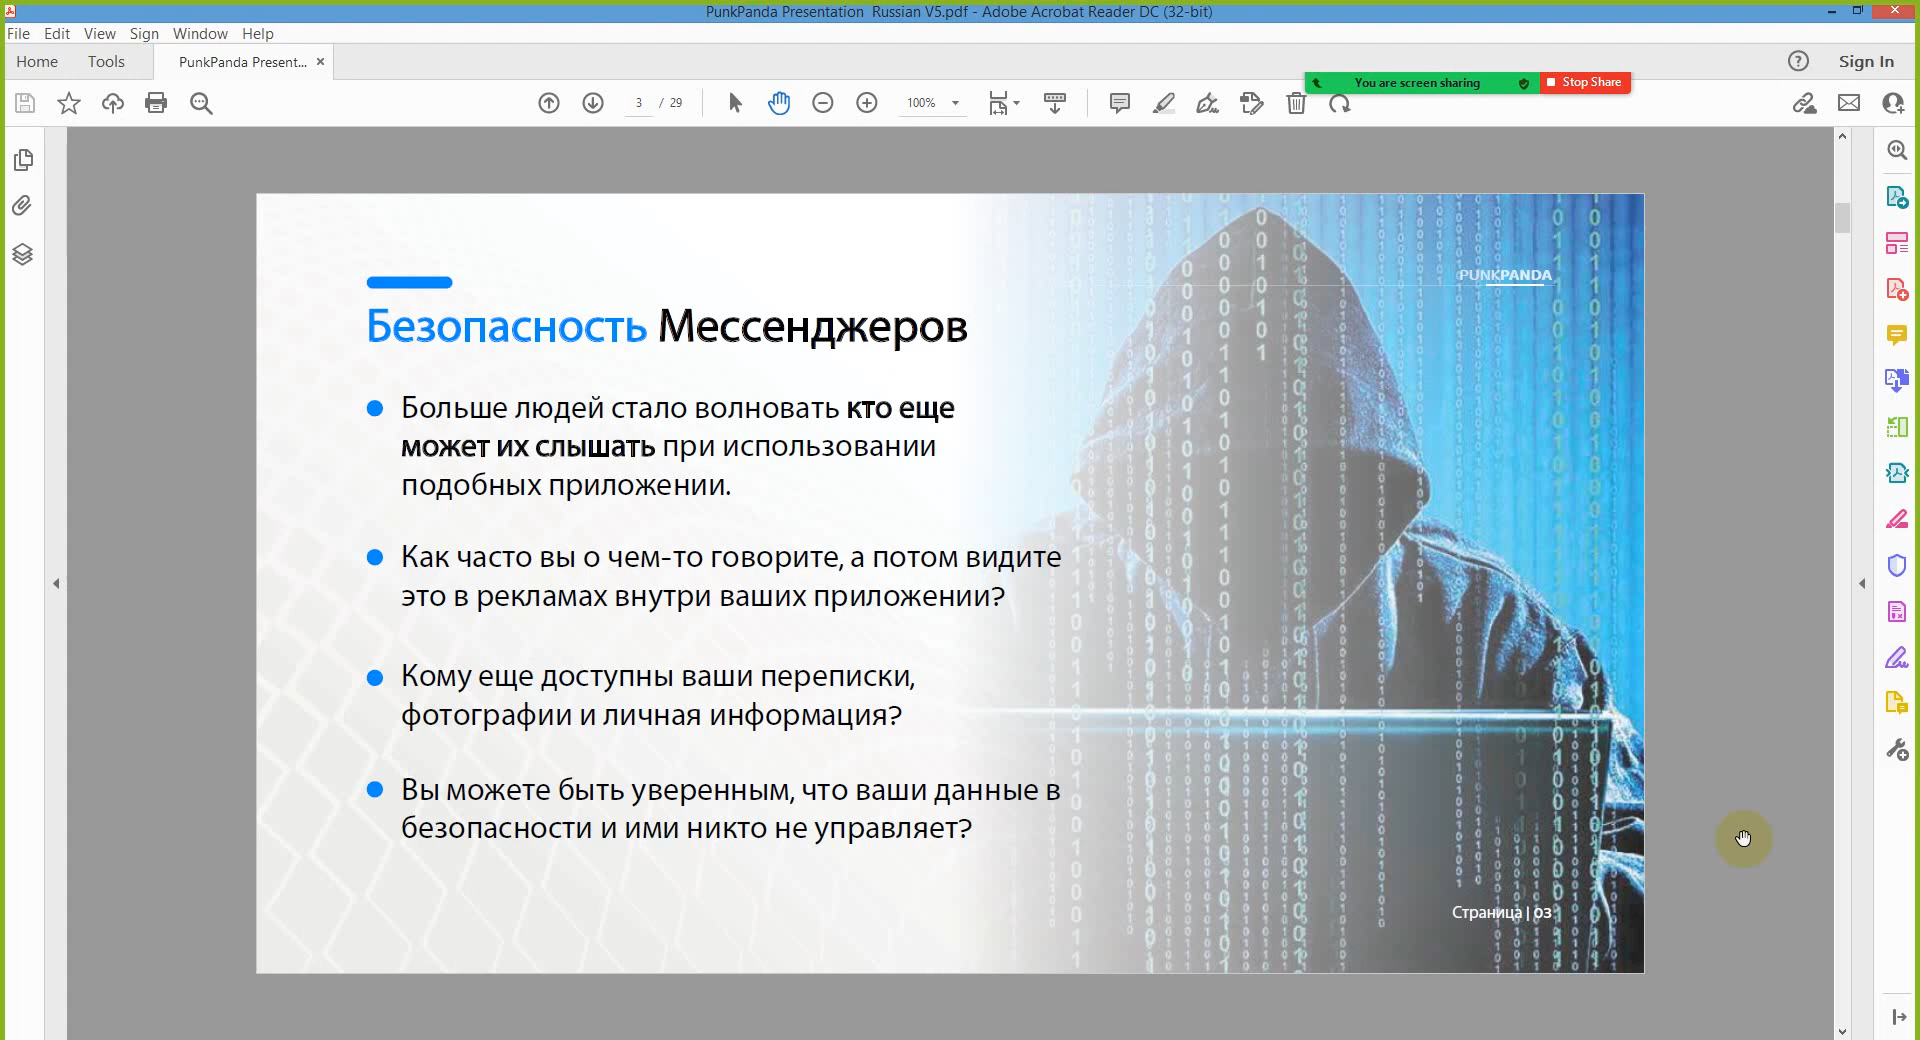 PunkPanda Presentation Russian V5.pdf - Adobe Acrobat Reader DC (32-bit)
File Edit View Sign Window Help
Home Tools PunkPanda Present... Sign In
You are screen sharing Stop Share
3 / 29 100%
PUNKPANDA
Безопасность Мессенджеров
Больше людей стало волновать кто еще
может их слышать при использовании
подобных приложении.
Как часто вы о чем-то говорите, а потом видите
это в рекламах внутри ваших приложении?
Кому еще доступны ваши переписки,
фотографии и личная информация?
Вы можете быть уверенным, что ваши данные в
безопасности и ими никто не управляет?
Страница | 03